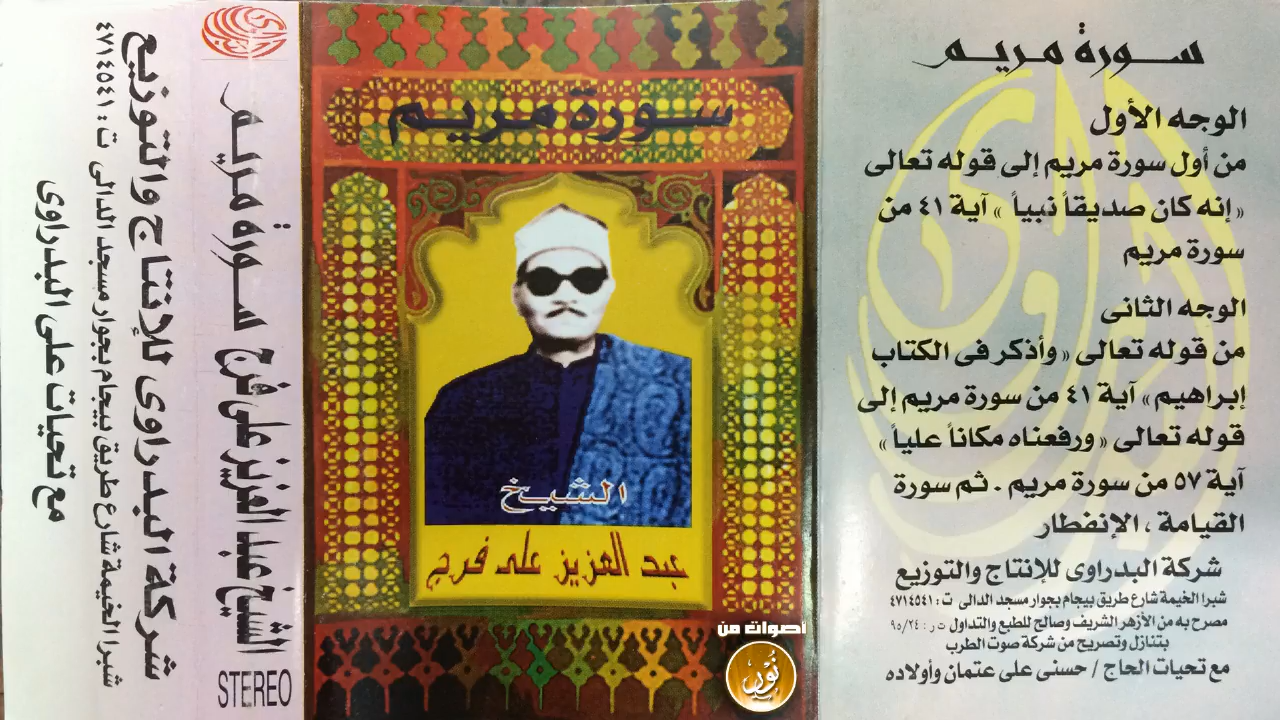 سورة مريم
الوجه الأول
من أول سورة مريم إلى قوله تعالى
« إنه كان صديقاً نبياً » آية ٤١ من
سورة مريم
الوجه الثانى
من قوله تعالى « وأذكر فى الكتاب
إبراهيم » آية ٤١ من سورة مريم إلى
قوله تعالى « ورفعناه مكاناً علياً »
آية ٥٧ من سورة مريم . ثم سورة
القيامة ، الإنفطار
شركة البدراوى للإنتاج والتوزيع
شبرا الخيمة شارع طريق بيجام بجوار مسجد الدالى ت : ٤٧١٤٥٤١
مصرح به من الأزهر الشريف وصالح للطبع والتداول ت ر : ٩٥/٢٤
بتنازل وتصريح من شركة صوت الطرب
مع تحيات الحاج / حسنى على عتمان وأولاده
سورة مريم
الشيخ
عبد العزيز على فرج
أصوات من
نور
سورة مريم
الشيخ عبد العزيز على فرج
STEREO
شركة البدراوى للإنتاج والتوزيع
شبرا الخيمة شارع طريق بيجام بجوار مسجد الدالى ت : ٤٧١٤٥٤١
مع تحيات على البدراوى